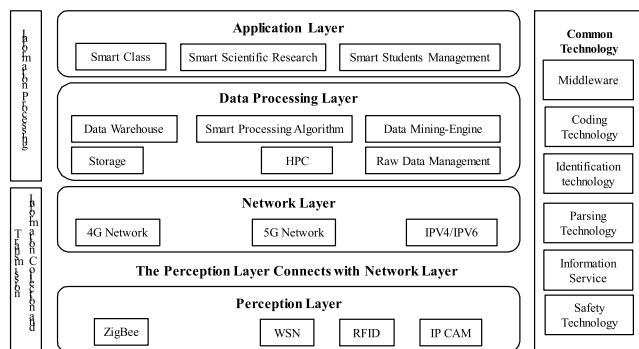 Application Layer
Smart Class
Smart Scientific Research
Smart Students Management
Data Processing Layer
Data Warehouse
Smart Processing Algorithm
Data Mining-Engine
Storage
HPC
Raw Data Management
Network Layer
4G Network
5G Network
IPV4/IPV6
The Perception Layer Connects with Network Layer
Perception Layer
ZigBee
WSN
RFID
IP CAM
Common
Technology
Middleware
Coding
Technology
Identification
technology
Parsing
Technology
Information
Service
Safety
Technology